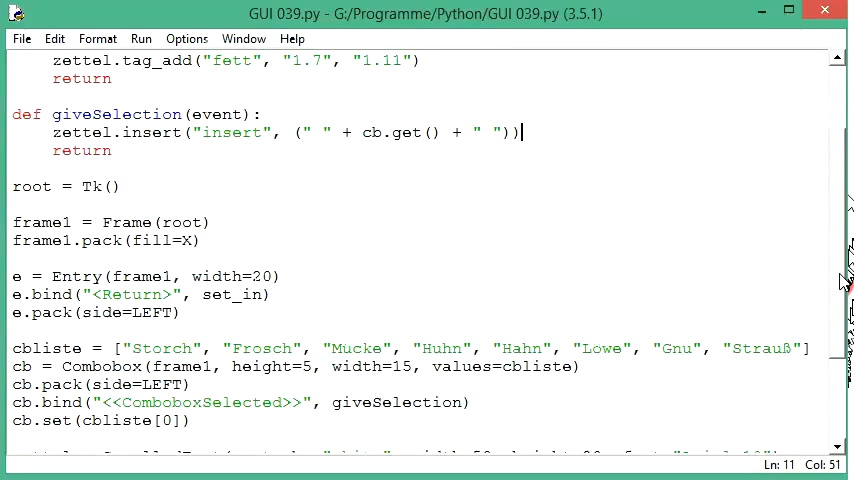 GUI 039.py - G:/Programme/Python/GUI 039.py (3.5.1)
File Edit Format Run Options Window Help
zettel.tag_add("fett", "1.7", "1.11")
return
def giveSelection(event):
zettel.insert("insert", (" " + cb.get() + " "))
return
root = Tk()
frame1 = Frame(root)
frame1.pack(fill=X)
e = Entry(frame1, width=20)
e.bind("<Return>", set_in)
e.pack(side=LEFT)
cbliste = ["Storch", "Frosch", "Mucke", "Huhn", "Hahn", "Lowe", "Gnu", "Strauß"]
cb = Combobox(frame1, height=5, width=15, values=cbliste)
cb.pack(side=LEFT)
cb.bind("<<ComboboxSelected>>", giveSelection)
cb.set(cbliste[0])
Ln: 11 Col: 51